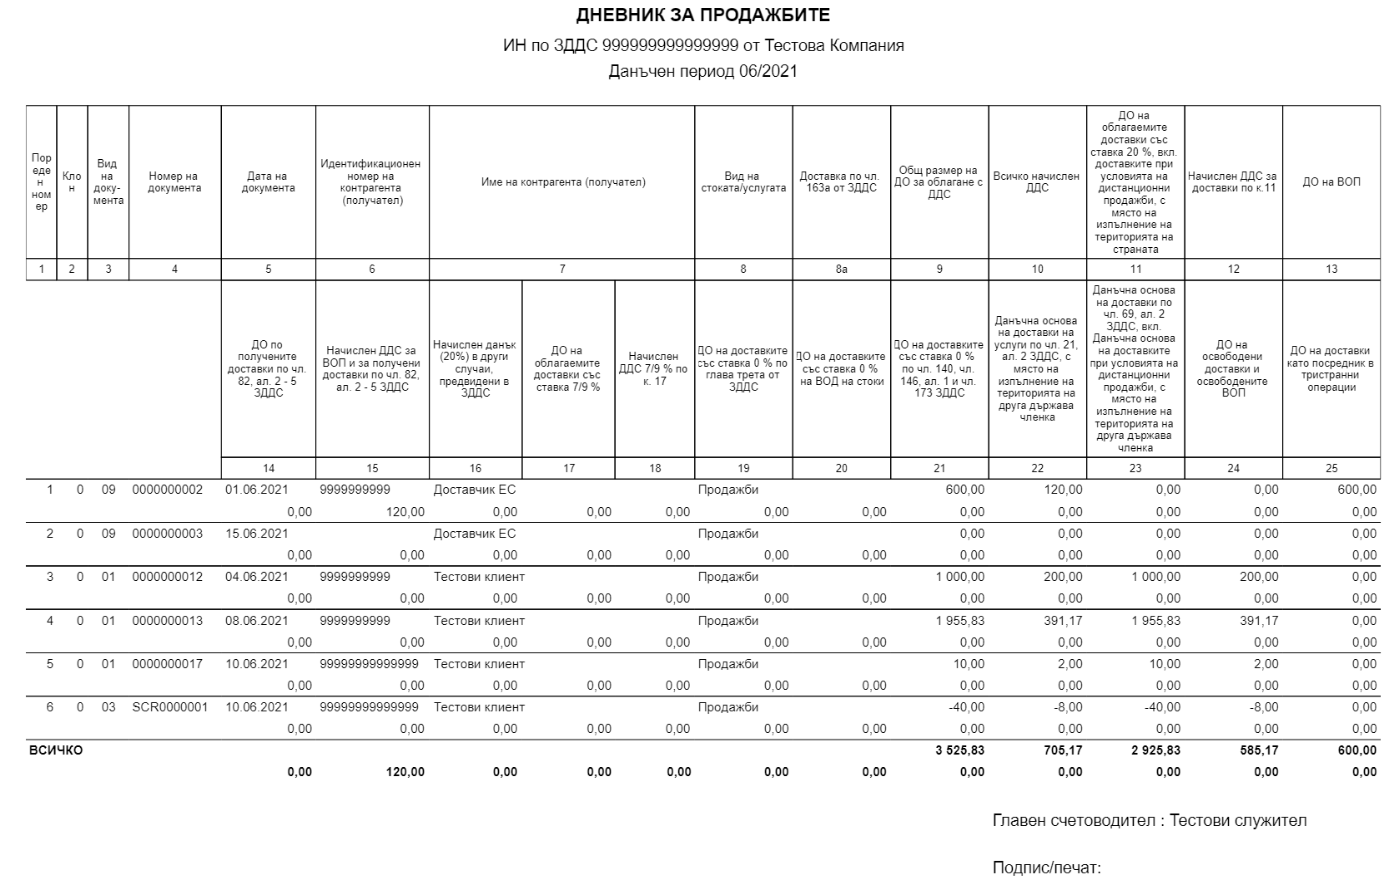 ДНЕВНИК ЗА ПРОДАЖБИТЕ
ИН по ЗДДС 999999999999999 от Тестова Компания
Данъчен период 06/2021
Пор еде н ном ер | Кло н | Вид на доку- мента | Номер на документа | Дата на документа | Идентификационен номер на контрагента (получател) | Име на контрагента (получател) | Вид на стоката/услугата | Доставка по чл. 163а от ЗДДС | Общ размер на ДО за облагане с ДДС | Всичко начислен ДДС | ДО на облагаемите доставки със ставка 20 %, вкл. доставките при условията на дистанционни продажби, с място на изпълнение на територията на страната | Начислен ДДС за доставки по к.11 | ДО на ВОП
1 2 3 4 5 6 7 8 8а 9 10 11 12 13
ДО по получените доставки по чл. 82, ал. 2 - 5 ЗДДС | Начислен ДДС за ВОП и за получени доставки по чл. 82, ал. 2 - 5 ЗДДС | Начислен данък (20%) в други случаи, предвидени в ЗДДС | ДО на облагаемите доставки със ставка 7/9 % | Начислен ДДС 7/9 % по к. 17 | ДО на доставките със ставка 0 % по глава трета от ЗДДС | ДО на доставките със ставка 0 % на ВОД на стоки | ДО на доставките със ставка 0 % по чл. 140, чл. 146, ал. 1 и чл. 173 ЗДДС | Данъчна основа на доставки на услуги по чл. 21, ал. 2 ЗДДС, с място на изпълнение на територията на друга държава членка | Данъчна основа на доставки по чл. 69, ал. 2 ЗДДС, вкл. Данъчна основа на доставките при условията на дистанционни продажби, с място на изпълнение на територията на друга държава членка | ДО на освободени доставки и освободените ВОП | ДО на доставки като посредник в тристранни операции
14 15 16 17 18 19 20 21 22 23 24 25
1 0 09 0000000002 01.06.2021 9999999999 Доставчик ЕС Продажби 600,00 120,00 0,00 0,00 600,00
0,00 120,00 0,00 0,00 0,00 0,00 0,00 0,00 0,00 0,00 0,00 0,00
2 0 09 0000000003 15.06.2021 Доставчик ЕС Продажби 0,00 0,00 0,00 0,00 0,00
0,00 0,00 0,00 0,00 0,00 0,00 0,00 0,00 0,00 0,00 0,00 0,00
3 0 01 0000000012 04.06.2021 9999999999 Тестови клиент Продажби 1 000,00 200,00 1 000,00 200,00 0,00
0,00 0,00 0,00 0,00 0,00 0,00 0,00 0,00 0,00 0,00 0,00 0,00
4 0 01 0000000013 08.06.2021 9999999999 Тестови клиент Продажби 1 955,83 391,17 1 955,83 391,17 0,00
0,00 0,00 0,00 0,00 0,00 0,00 0,00 0,00 0,00 0,00 0,00 0,00
5 0 01 0000000017 10.06.2021 99999999999999 Тестови клиент Продажби 10,00 2,00 10,00 2,00 0,00
0,00 0,00 0,00 0,00 0,00 0,00 0,00 0,00 0,00 0,00 0,00 0,00
6 0 03 SCR0000001 10.06.2021 99999999999999 Тестови клиент Продажби -40,00 -8,00 -40,00 -8,00 0,00
0,00 0,00 0,00 0,00 0,00 0,00 0,00 0,00 0,00 0,00 0,00 0,00
ВСИЧКО 3 525,83 705,17 2 925,83 585,17 600,00
0,00 120,00 0,00 0,00 0,00 0,00 0,00 0,00 0,00 0,00 0,00 0,00
Главен счетоводител : Тестови служител
Подпис/печат: